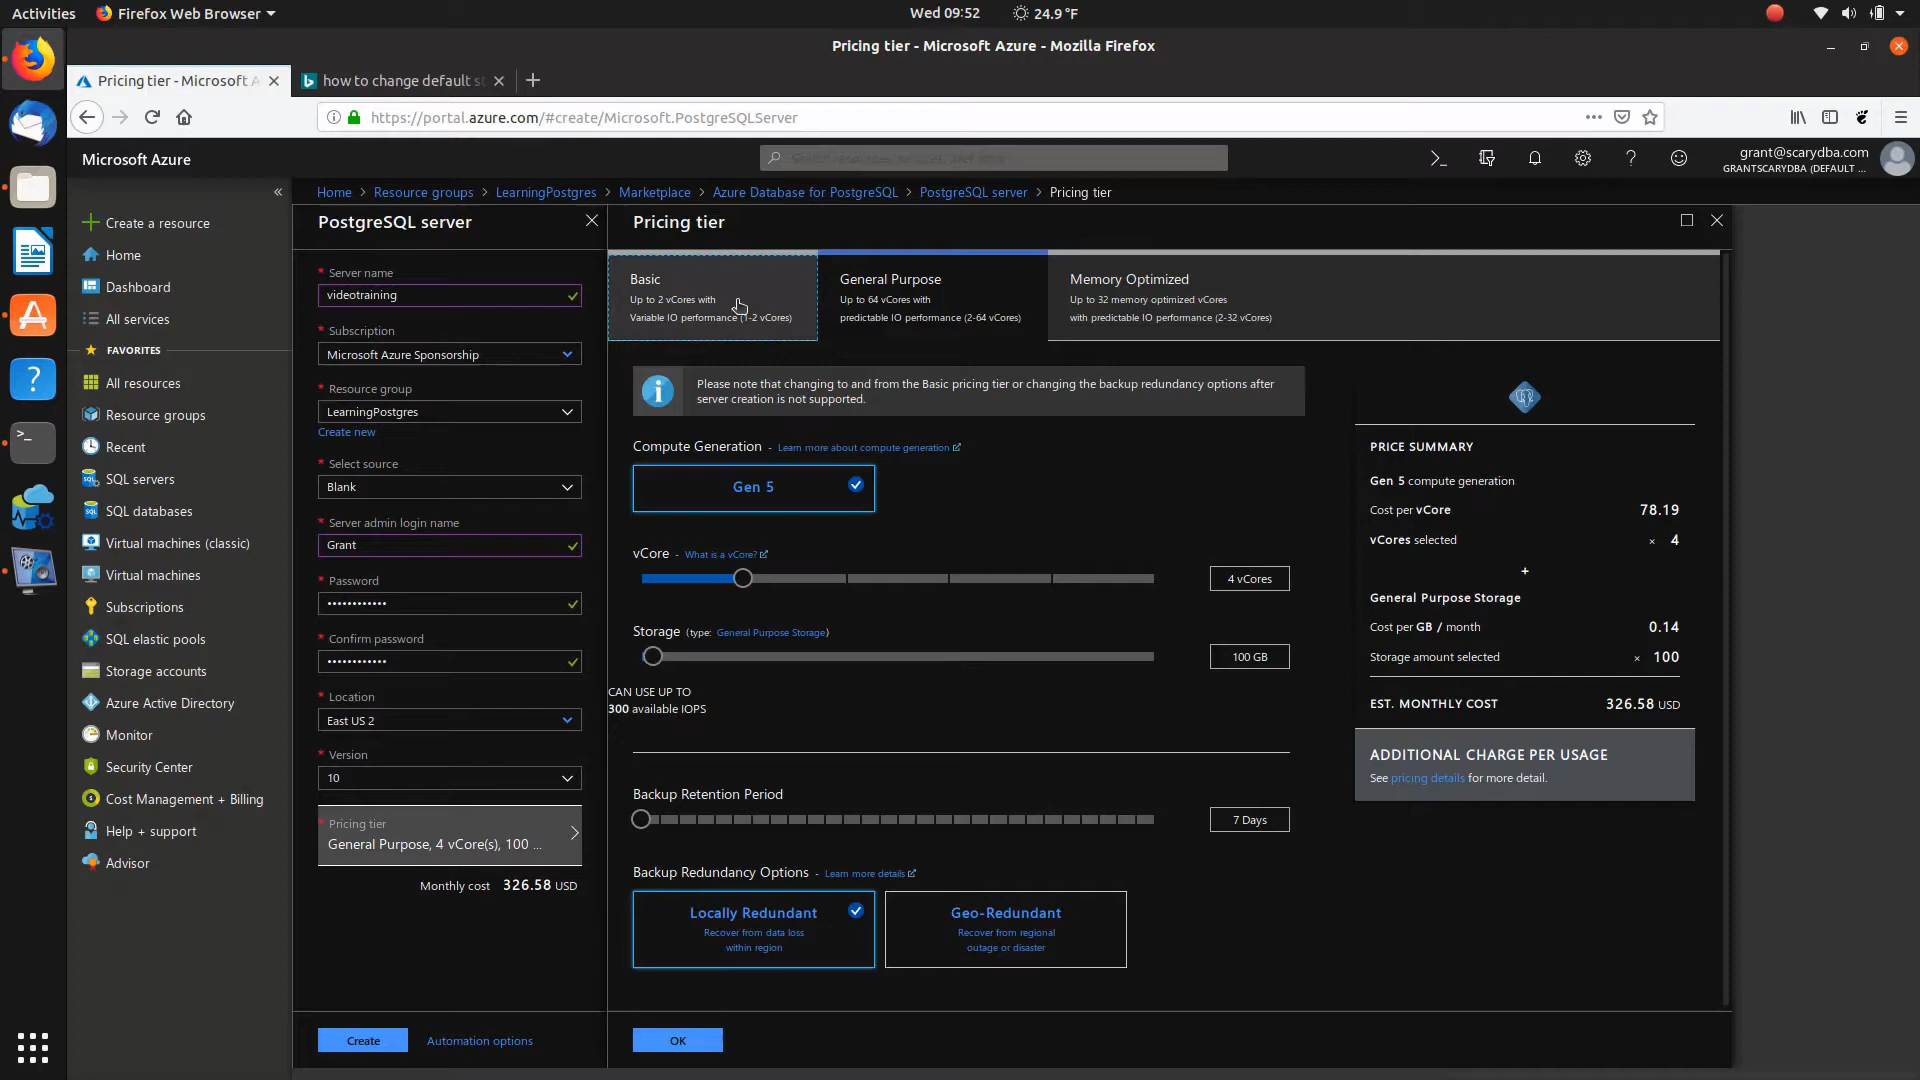 Activities
Firefox Web Browser
Wed 09:52
24.9 °F
Pricing tier - Microsoft Azure - Mozilla Firefox
Pricing tier - Microsoft A
how to change default s
https://portal.azure.com/#create/Microsoft.PostgreSQLServer
Microsoft Azure
grant@scarydba.com
GRANTSCARYDBA (DEFAULT ...
Home > Resource groups > LearningPostgres > Marketplace > Azure Database for PostgreSQL > PostgreSQL server > Pricing tier
Create a resource
Home
Dashboard
All services
FAVORITES
All resources
Resource groups
Recent
SQL servers
SQL databases
Virtual machines (classic)
Virtual machines
Subscriptions
SQL elastic pools
Storage accounts
Azure Active Directory
Monitor
Security Center
Cost Management + Billing
Help + support
Advisor
PostgreSQL server
* Server name
videotraining
* Subscription
Microsoft Azure Sponsorship
* Resource group
LearningPostgres
Create new
* Select source
Blank
* Server admin login name
Grant
* Password
••••••••••••
* Confirm password
••••••••••••
* Location
East US 2
* Version
10
* Pricing tier
General Purpose, 4 vCore(s), 100 ...
Monthly cost 326.58 USD
Create
Automation options
Pricing tier
Basic
Up to 2 vCores with
Variable IO performance (1-2 vCores)
General Purpose
Up to 64 vCores with
predictable IO performance (2-64 vCores)
Memory Optimized
Up to 32 memory optimized vCores
with predictable IO performance (2-32 vCores)
Please note that changing to and from the Basic pricing tier or changing the backup redundancy options after
server creation is not supported.
Compute Generation - Learn more about compute generation
Gen 5
vCore - What is a vCore?
4 vCores
Storage (type: General Purpose Storage)
100 GB
CAN USE UP TO
300 available IOPS
Backup Retention Period
7 Days
Backup Redundancy Options - Learn more details
Locally Redundant
Recover from data loss
within region
Geo-Redundant
Recover from regional
outage or disaster
OK
PRICE SUMMARY
Gen 5 compute generation
Cost per vCore 78.19
vCores selected × 4
+
General Purpose Storage
Cost per GB / month 0.14
Storage amount selected × 100
EST. MONTHLY COST 326.58 USD
ADDITIONAL CHARGE PER USAGE
See pricing details for more detail.